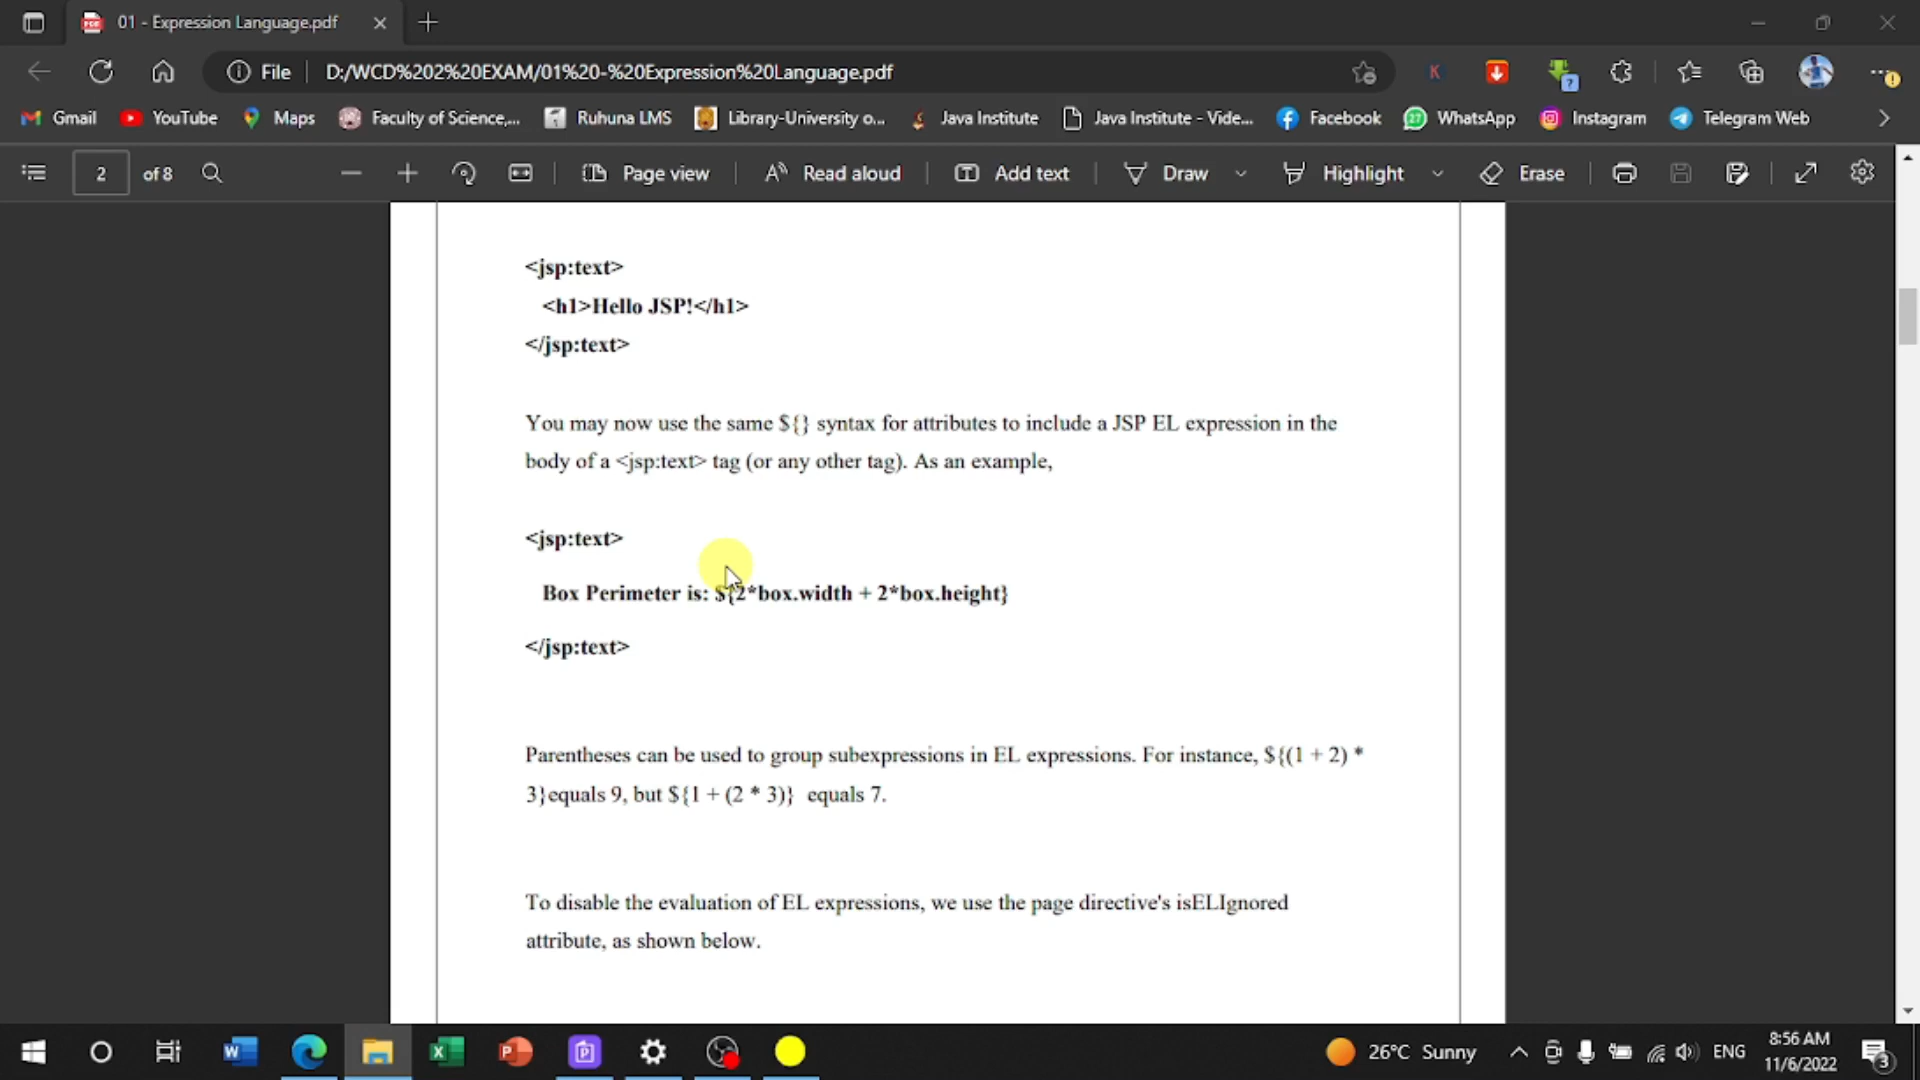 01 - Expression Language.pdf
File
D:/WCD%202%20EXAM/01%20-%20Expression%20Language.pdf
Gmail
YouTube
Maps
Faculty of Science,...
Ruhuna LMS
Library-University o...
Java Institute
Java Institute - Vide...
Facebook
27
WhatsApp
Instagram
Telegram Web
2
of 8
Page view
Read aloud
Add text
Draw
Highlight
Erase
<jsp:text>
<h1>Hello JSP!</h1>
</jsp:text>
You may now use the same ${} syntax for attributes to include a JSP EL expression in the
body of a <jsp:text> tag (or any other tag). As an example,
<jsp:text>
Box Perimeter is: ${2*box.width + 2*box.height}
</jsp:text>
Parentheses can be used to group subexpressions in EL expressions. For instance, ${(1 + 2) *
3}equals 9, but ${1 + (2 * 3)} equals 7.
To disable the evaluation of EL expressions, we use the page directive's isELIgnored
attribute, as shown below.
26°C Sunny
ENG
8:56 AM
11/6/2022
3